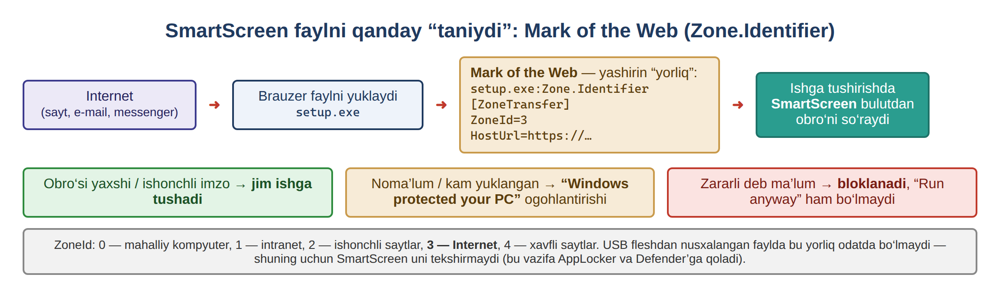 SmartScreen faylni qanday “taniydi”: Mark of the Web (Zone.Identifier)
Internet
(sayt, e-mail, messenger)
➜
Brauzer faylni yuklaydi
setup.exe
➜
Mark of the Web — yashirin “yorliq”:
setup.exe:Zone.Identifier
[ZoneTransfer]
ZoneId=3
HostUrl=https://…
➜
Ishga tushirishda
SmartScreen bulutdan
obro‘ni so‘raydi
Obro‘si yaxshi / ishonchli imzo → jim ishga
tushadi
Noma’lum / kam yuklangan → “Windows
protected your PC” ogohlantirishi
Zararli deb ma’lum → bloklanadi, “Run
anyway” ham bo‘lmaydi
ZoneId: 0 — mahalliy kompyuter, 1 — intranet, 2 — ishonchli saytlar, 3 — Internet, 4 — xavfli saytlar. USB fleshdan nusxalangan faylda bu yorliq odatda bo‘lmaydi —
shuning uchun SmartScreen uni tekshirmaydi (bu vazifa AppLocker va Defender’ga qoladi).